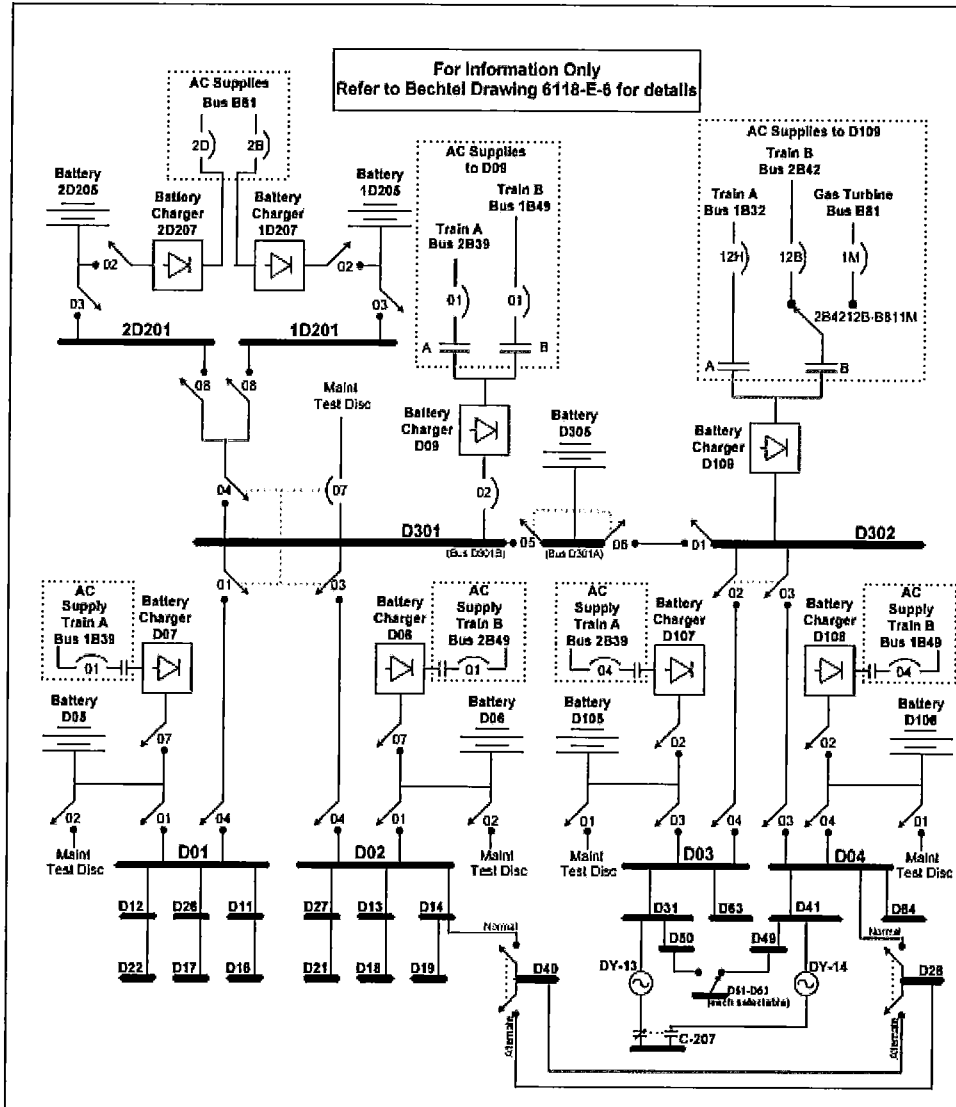 For Information Only
Refer to Bechtel Drawing 6118-E-6 for details
AC Supplies
Bus B81
2D
2B
Battery
2D205
Battery
Charger
2D207
Battery
Charger
1D207
Battery
1D205
02
02
03
03
2D201
1D201
08
08
AC Supplies
to D09
Train B
Bus 1B49
Train A
Bus 2B39
01
01
A
B
AC Supplies to D109
Train B
Bus 2B42
Train A
Bus 1B32
Gas Turbine
Bus B81
12H
12B
1M
2B4212B-B811M
A
B
Maint
Test Disc
Battery
Charger
D09
Battery
D305
Battery
Charger
D109
04
07
02
D301
(Bus D301B)
05
(Bus D301A)
06
01
D302
01
03
02
03
AC
Supply
Train A
Bus 1B39
01
Battery
Charger
D07
Battery
Charger
D08
AC
Supply
Train B
Bus 2B49
01
AC
Supply
Train A
Bus 2B39
04
Battery
Charger
D107
Battery
Charger
D108
AC
Supply
Train B
Bus 1B49
04
Battery
D05
07
07
Battery
D06
Battery
D105
02
02
Battery
D106
02
01
04
04
01
02
01
03
04
03
04
01
Maint
Test Disc
D01
D02
Maint
Test Disc
Maint
Test Disc
D03
D04
Maint
Test Disc
D12
D26
D11
D27
D13
D14
D31
D63
D41
D64
D22
D17
D16
D21
D18
D19
Normal
D40
Alternate
D50
D49
DY-13
DY-14
D51-D53
(each selectable)
C-207
Normal
D28
Alternate